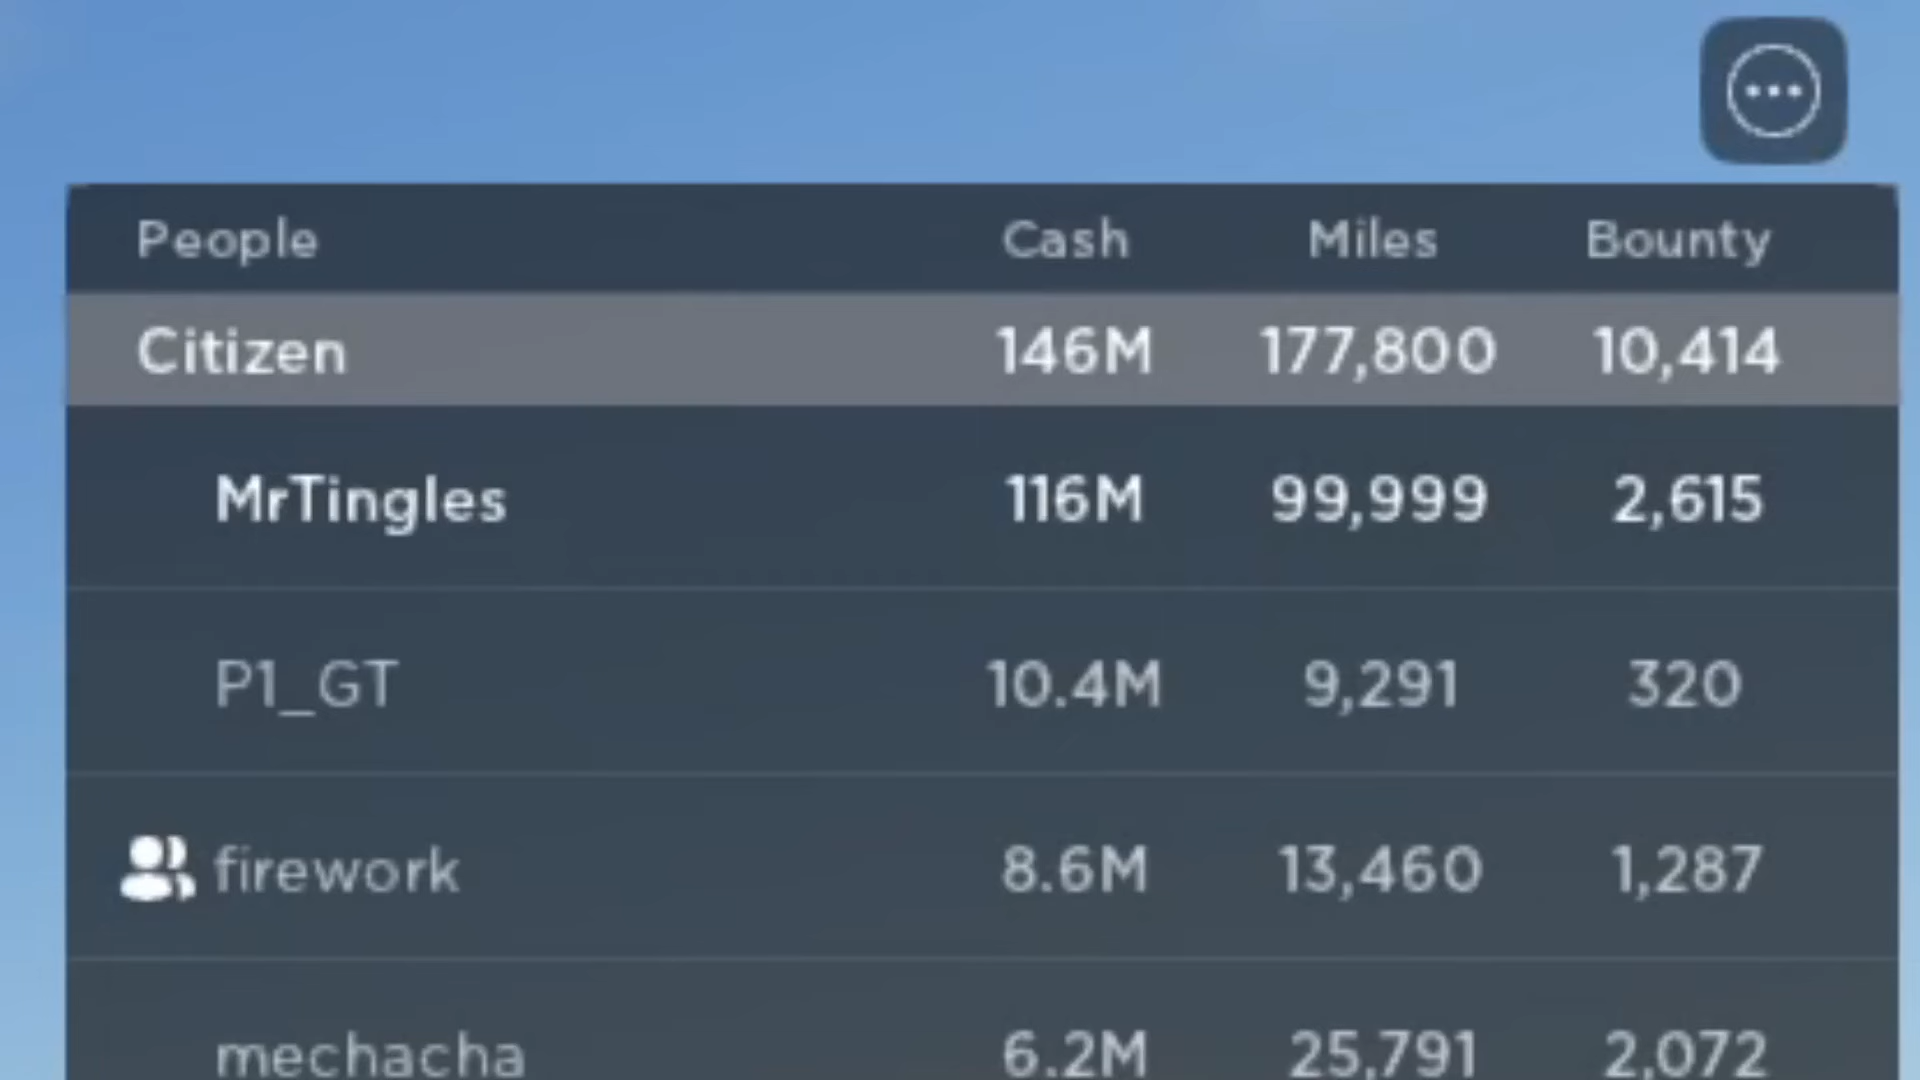 People Cash Miles Bounty
Citizen 146M 177,800 10,414
MrTingles 116M 99,999 2,615
P1_GT 10.4M 9,291 320
firework 8.6M 13,460 1,287
mechacha 6.2M 25,791 2,072